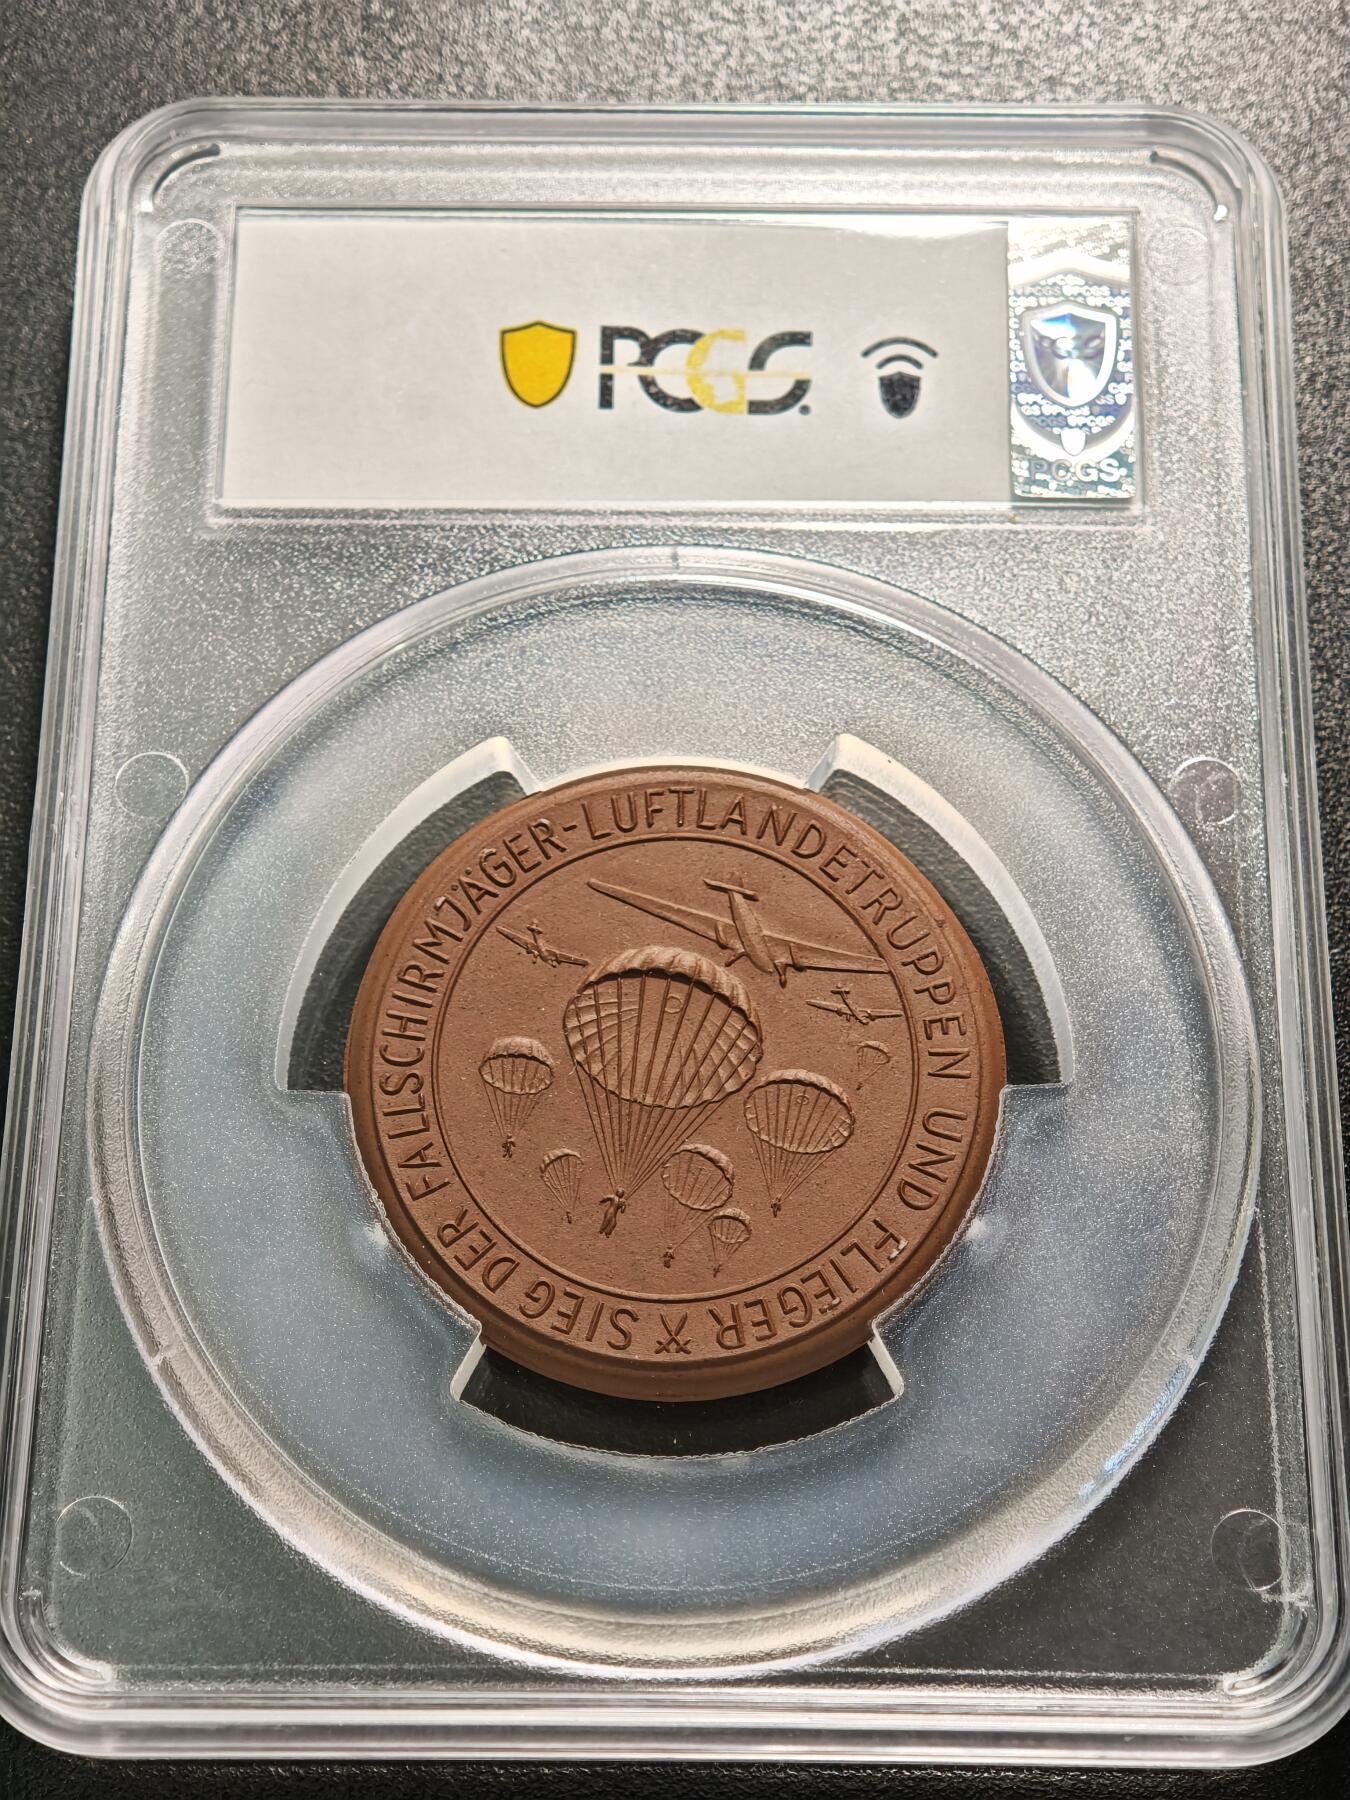 PCGS
PCGS
SIEG DER FALLSCHIRMJÄGER-LUFTLANDETRUPPEN UND FLIEGER